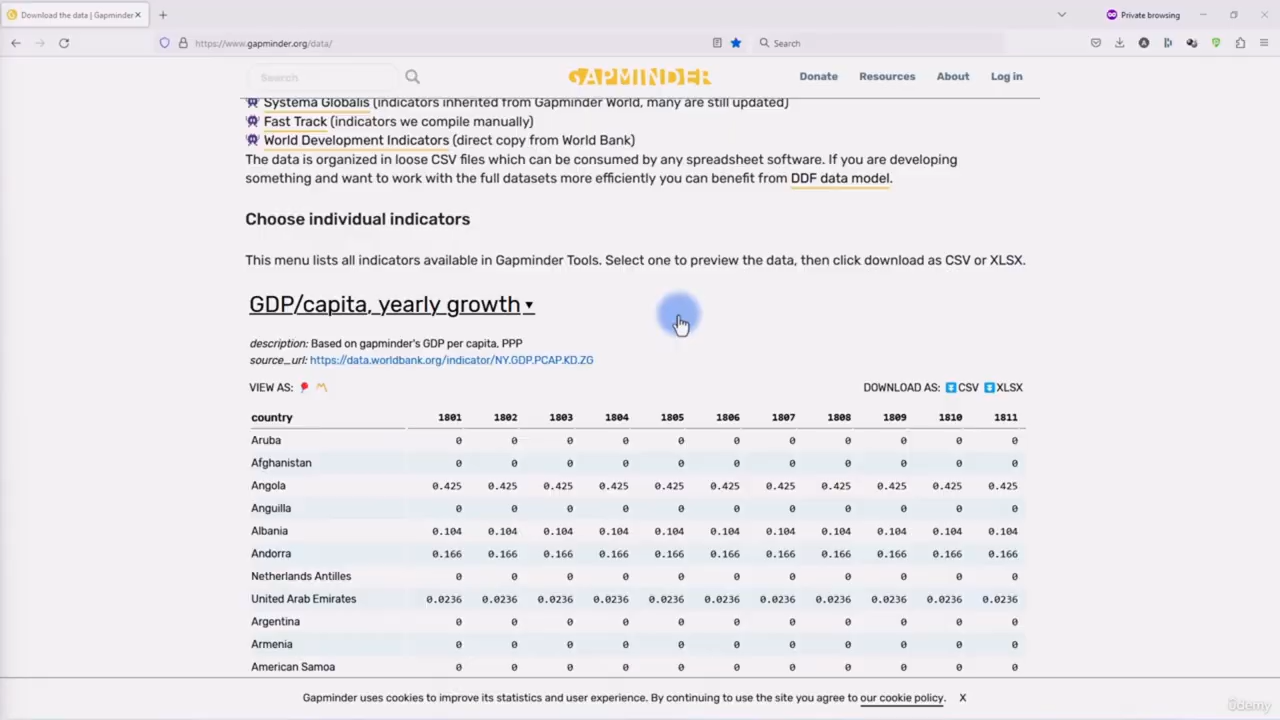 Download the data | Gapminder
Private browsing
https://www.gapminder.org/data/
Search
Search
GAPMINDER
Donate
Resources
About
Log in
Systema Globalis (indicators inherited from Gapminder World, many are still updated)
Fast Track (indicators we compile manually)
World Development Indicators (direct copy from World Bank)
The data is organized in loose CSV files which can be consumed by any spreadsheet software. If you are developing
something and want to work with the full datasets more efficiently you can benefit from DDF data model.
Choose individual indicators
This menu lists all indicators available in Gapminder Tools. Select one to preview the data, then click download as CSV or XLSX.
GDP/capita, yearly growth
description: Based on gapminder's GDP per capita, PPP
source_url: https://data.worldbank.org/indicator/NY.GDP.PCAP.KD.ZG
VIEW AS: DOWNLOAD AS: CSV XLSX
country 1801 1802 1803 1804 1805 1806 1807 1808 1809 1810 1811
Aruba 0 0 0 0 0 0 0 0 0 0 0
Afghanistan 0 0 0 0 0 0 0 0 0 0 0
Angola 0.425 0.425 0.425 0.425 0.425 0.425 0.425 0.425 0.425 0.425 0.425
Anguilla 0 0 0 0 0 0 0 0 0 0 0
Albania 0.104 0.104 0.104 0.104 0.104 0.104 0.104 0.104 0.104 0.104 0.104
Andorra 0.166 0.166 0.166 0.166 0.166 0.166 0.166 0.166 0.166 0.166 0.166
Netherlands Antilles 0 0 0 0 0 0 0 0 0 0 0
United Arab Emirates 0.0236 0.0236 0.0236 0.0236 0.0236 0.0236 0.0236 0.0236 0.0236 0.0236 0.0236
Argentina 0 0 0 0 0 0 0 0 0 0 0
Armenia 0 0 0 0 0 0 0 0 0 0 0
American Samoa 0 0 0 0 0 0 0 0 0 0 0
Gapminder uses cookies to improve its statistics and user experience. By continuing to use the site you agree to our cookie policy. X
Udemy